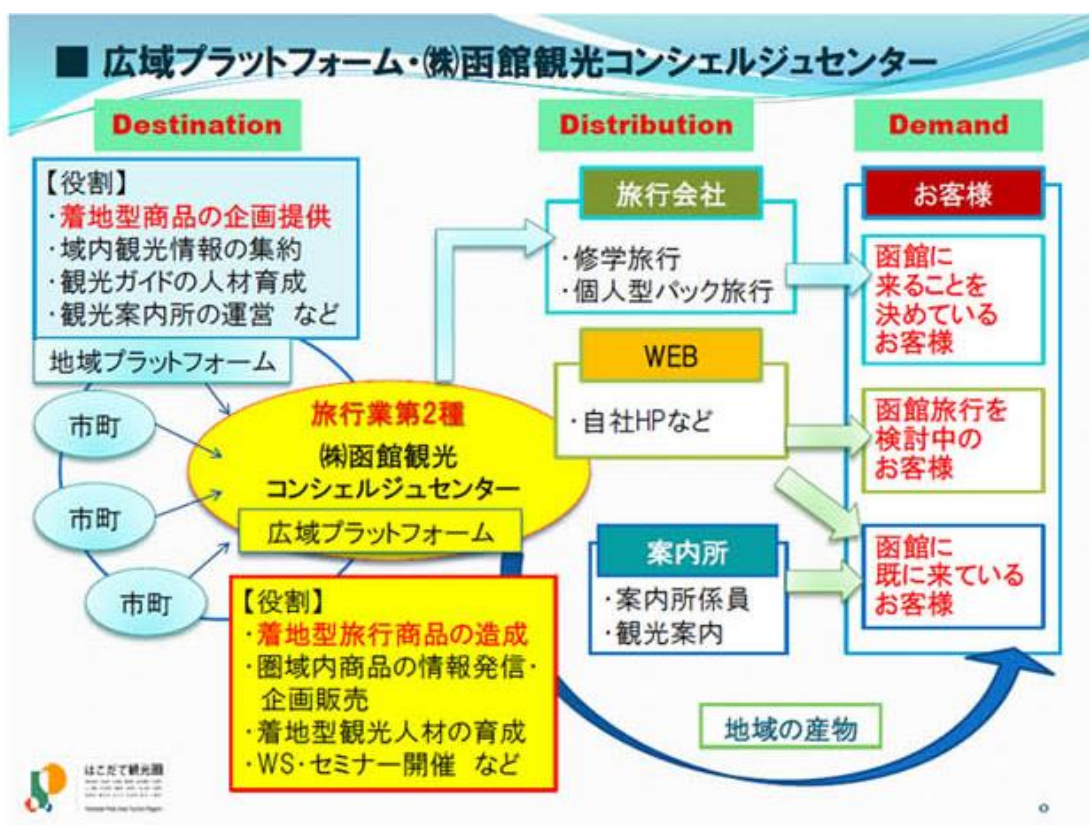 ■ 広域プラットフォーム・㈱函館観光コンシェルジュセンター
Destination
【役割】
・着地型商品の企画提供
・域内観光情報の集約
・観光ガイドの人材育成
・観光案内所の運営 など
地域プラットフォーム
市町
市町
市町
旅行業第2種
㈱函館観光
コンシェルジュセンター
広域プラットフォーム
【役割】
・着地型旅行商品の造成
・圏域内商品の情報発信・
企画販売
・着地型観光人材の育成
・WS・セミナー開催 など
Distribution
旅行会社
・修学旅行
・個人型パック旅行
WEB
・自社HPなど
案内所
・案内所係員
・観光案内
Demand
お客様
函館に
来ることを
決めている
お客様
函館旅行を
検討中の
お客様
函館に
既に来ている
お客様
地域の産物
はこだて観光圏